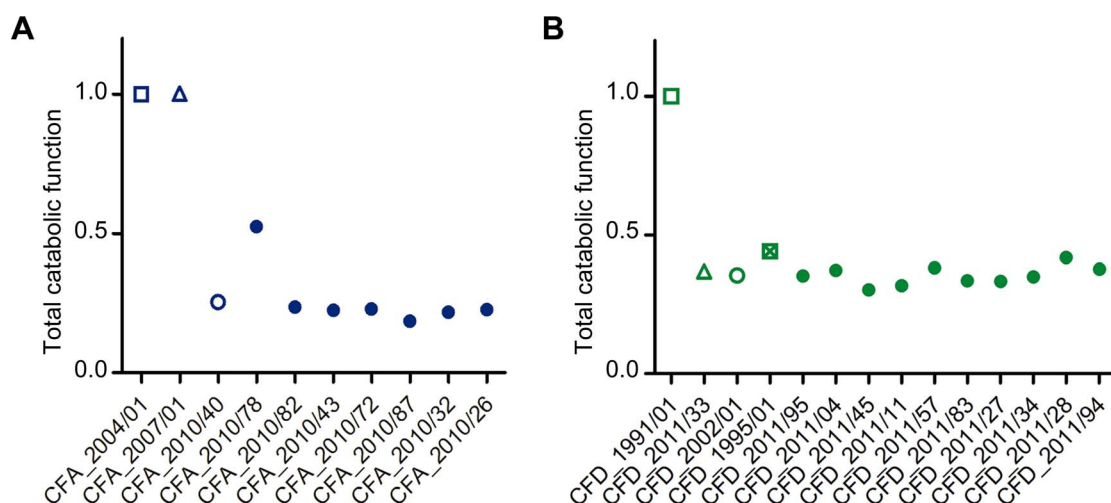 A
Total catabolic function
1.0
0.5
0.0
CFA_2004/01
CFA_2007/01
CFA_2010/40
CFA_2010/78
CFA_2010/82
CFA_2010/43
CFA_2010/72
CFA_2010/87
CFA_2010/32
CFA_2010/26
B
Total catabolic function
1.0
0.5
0.0
CFD_1991/01
CFD_2011/33
CFD_2002/01
CFD_1995/01
CFD_2011/95
CFD_2011/04
CFD_2011/45
CFD_2011/11
CFD_2011/57
CFD_2011/83
CFD_2011/27
CFD_2011/34
CFD_2011/28
CFD_2011/94